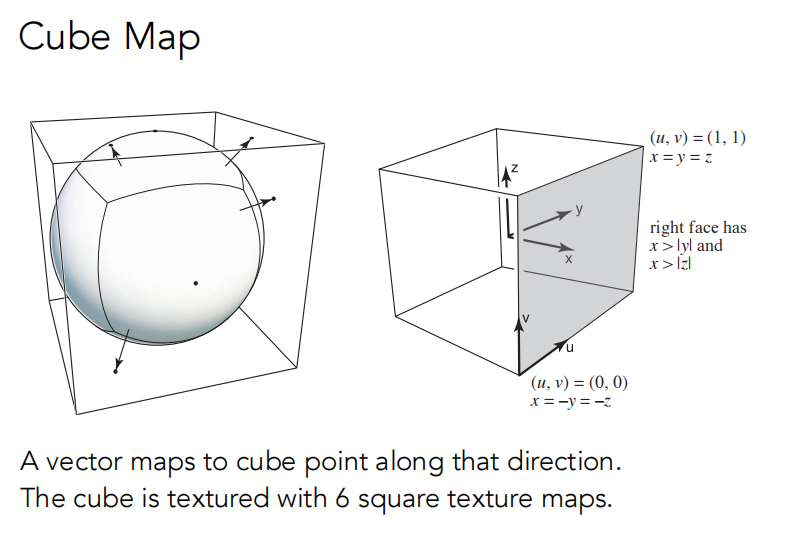 Cube Map
(u, v) = (1, 1)
x = y = z
z
y
x
right face has
x > |y| and
x > |z|
v
u
(u, v) = (0, 0)
x = −y = −z
A vector maps to cube point along that direction.
The cube is textured with 6 square texture maps.